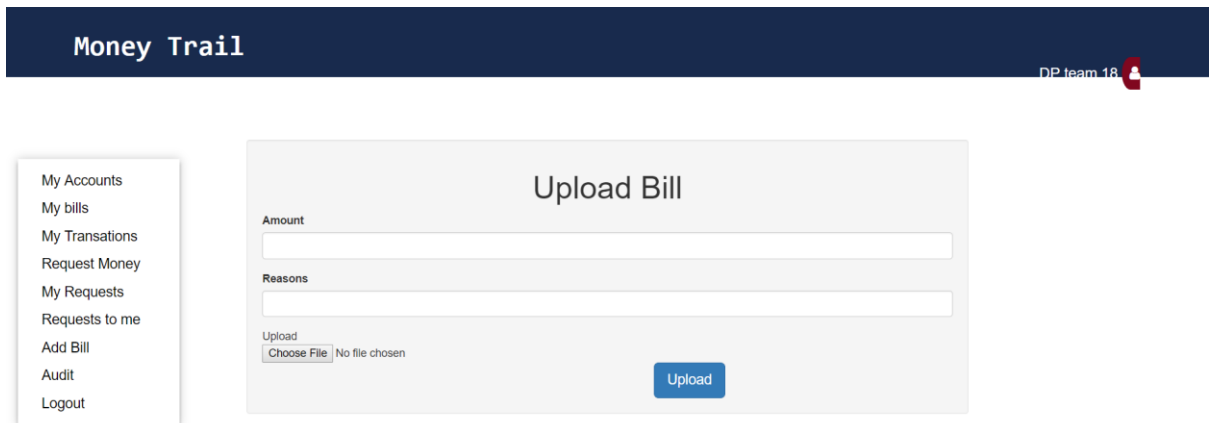 Money Trail
DP team 18
My Accounts
My bills
My Transations
Request Money
My Requests
Requests to me
Add Bill
Audit
Logout
Upload Bill
Amount
Reasons
Upload
Choose File No file chosen
Upload